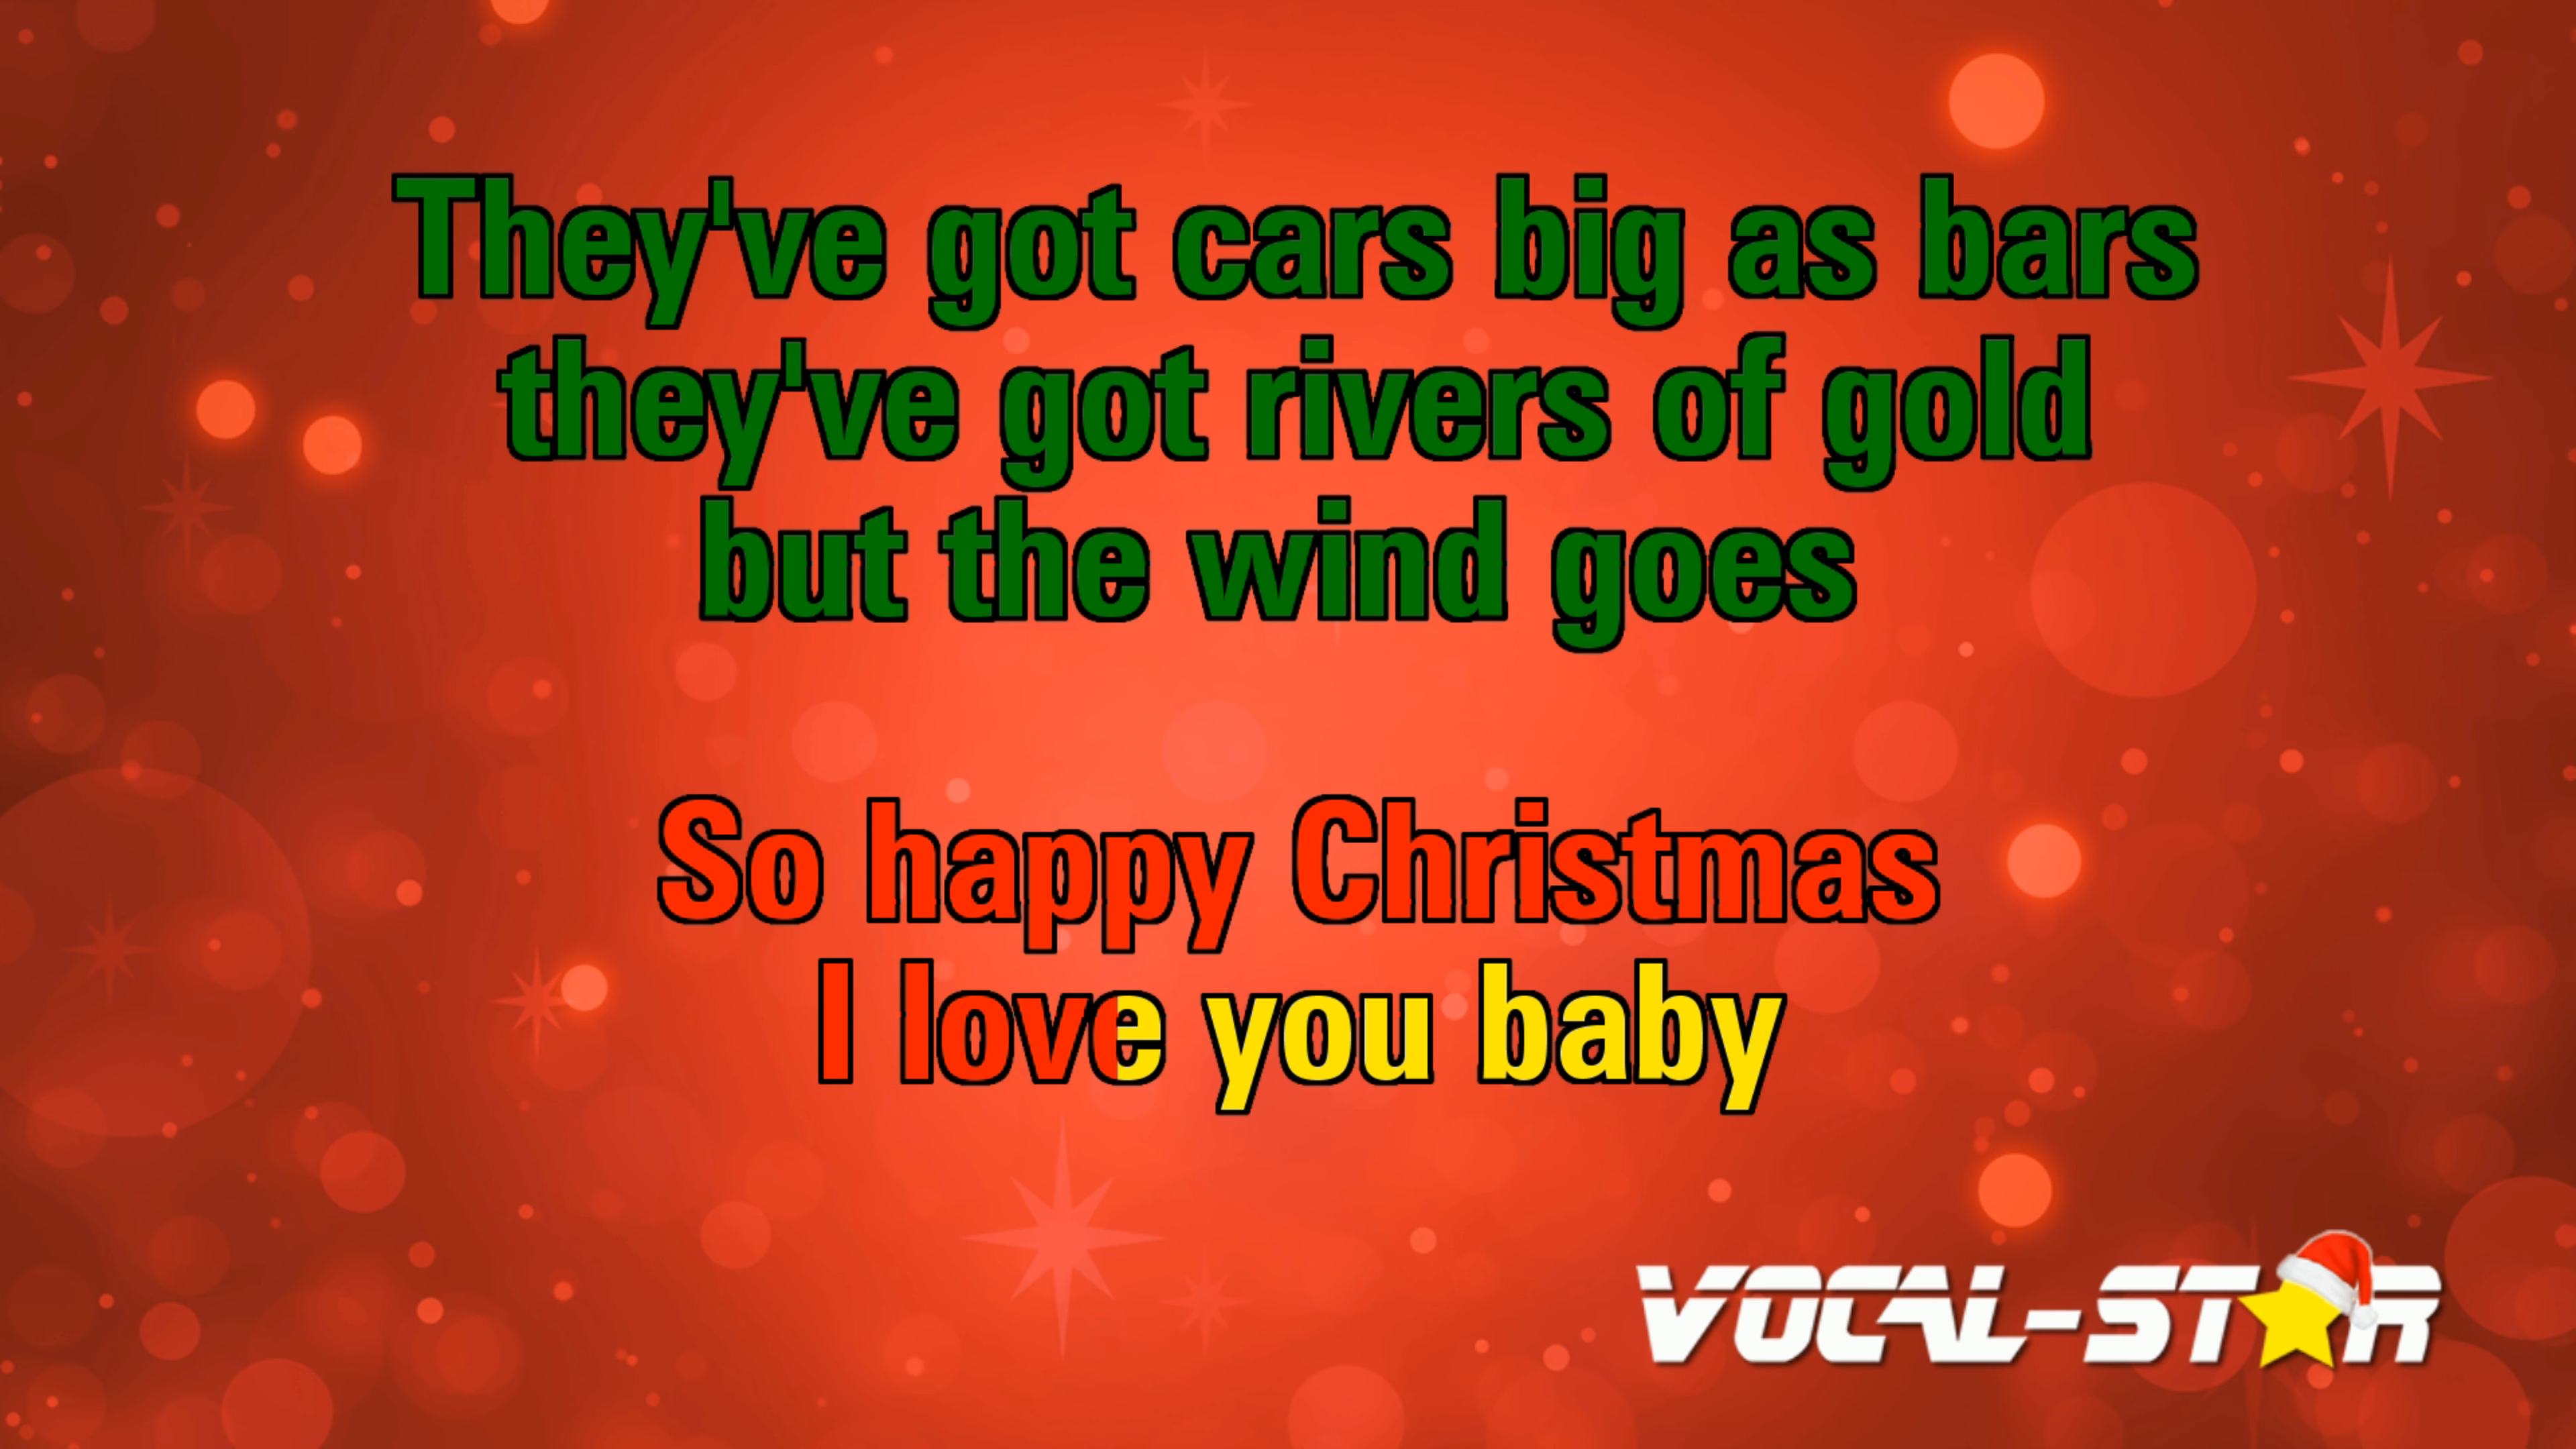 They've got cars big as bars
they've got rivers of gold
but the wind goes
So happy Christmas
I love you baby
VOCAL-STAR